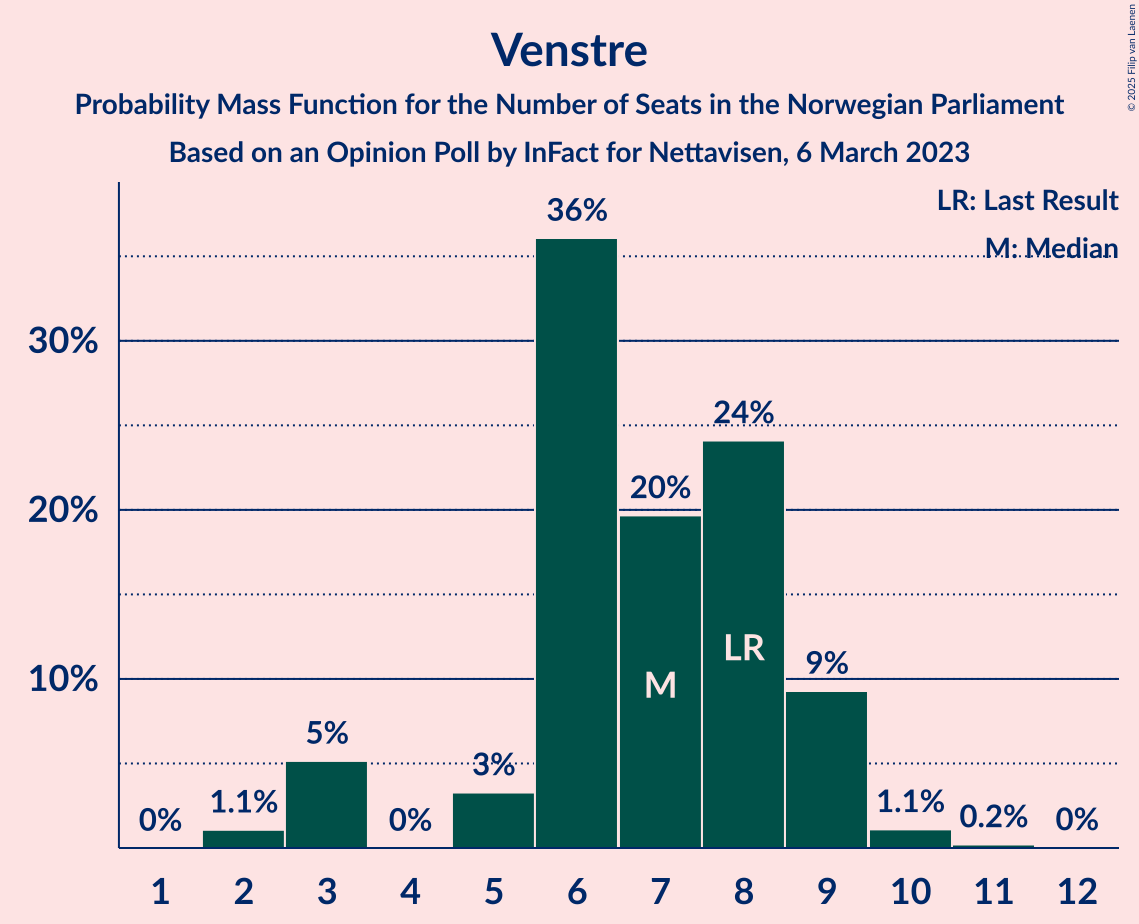 Venstre
Probability Mass Function for the Number of Seats in the Norwegian Parliament
Based on an Opinion Poll by InFact for Nettavisen, 6 March 2023
© 2025 Filip van Laenen
LR: Last Result
M: Median
30%
20%
10%
0%
1.1%
5%
0%
3%
36%
20%
24%
9%
1.1%
0.2%
0%
M
LR
1 2 3 4 5 6 7 8 9 10 11 12